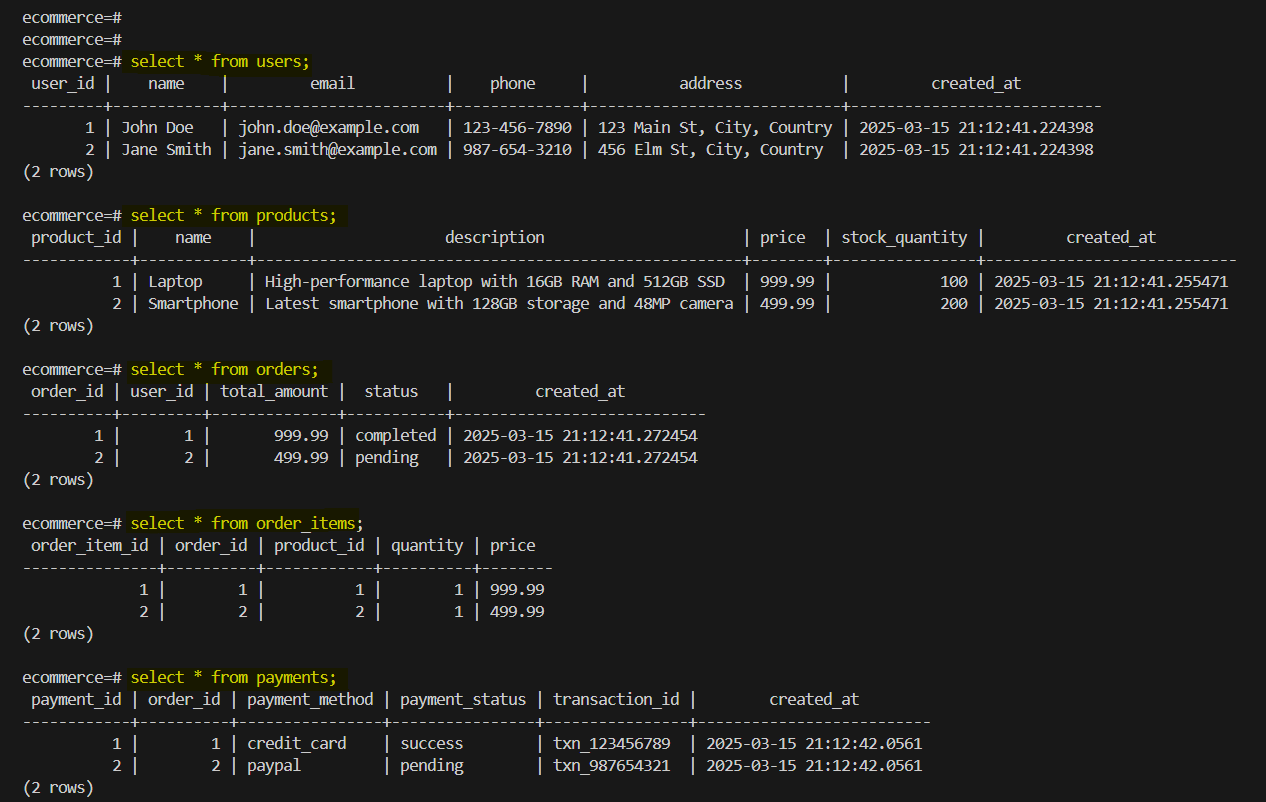 ecommerce=#
ecommerce=#
ecommerce=# select * from users;
 user_id |    name    |         email          |    phone     |          address           |         created_at
---------+------------+------------------------+--------------+----------------------------+----------------------------
       1 | John Doe   | john.doe@example.com   | 123-456-7890 | 123 Main St, City, Country | 2025-03-15 21:12:41.224398
       2 | Jane Smith | jane.smith@example.com | 987-654-3210 | 456 Elm St, City, Country  | 2025-03-15 21:12:41.224398
(2 rows)

ecommerce=# select * from products;
 product_id |    name    |                     description                      | price  | stock_quantity |         created_at
------------+------------+------------------------------------------------------+--------+----------------+----------------------------
          1 | Laptop     | High-performance laptop with 16GB RAM and 512GB SSD  | 999.99 |            100 | 2025-03-15 21:12:41.255471
          2 | Smartphone | Latest smartphone with 128GB storage and 48MP camera | 499.99 |            200 | 2025-03-15 21:12:41.255471
(2 rows)

ecommerce=# select * from orders;
 order_id | user_id | total_amount |  status   |         created_at
----------+---------+--------------+-----------+----------------------------
        1 |       1 |       999.99 | completed | 2025-03-15 21:12:41.272454
        2 |       2 |       499.99 | pending   | 2025-03-15 21:12:41.272454
(2 rows)

ecommerce=# select * from order_items;
 order_item_id | order_id | product_id | quantity | price
---------------+----------+------------+----------+--------
             1 |        1 |          1 |        1 | 999.99
             2 |        2 |          2 |        1 | 499.99
(2 rows)

ecommerce=# select * from payments;
 payment_id | order_id | payment_method | payment_status | transaction_id |        created_at
------------+----------+----------------+----------------+----------------+--------------------------
          1 |        1 | credit_card    | success        | txn_123456789  | 2025-03-15 21:12:42.0561
          2 |        2 | paypal         | pending        | txn_987654321  | 2025-03-15 21:12:42.0561
(2 rows)